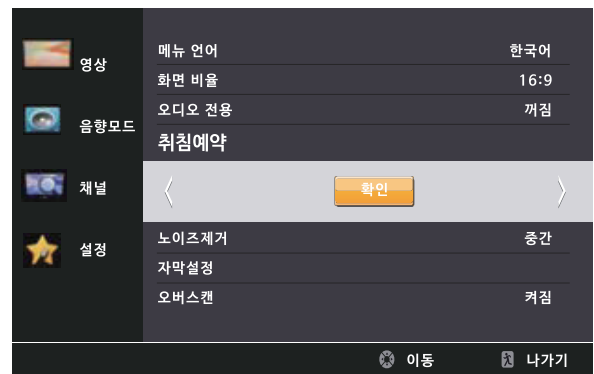 영상
음향모드
채널
설정
메뉴 언어 한국어
화면 비율 16:9
오디오 전용 꺼짐
취침예약
확인
노이즈제거 중간
자막설정
오버스캔 켜짐
이동 나가기